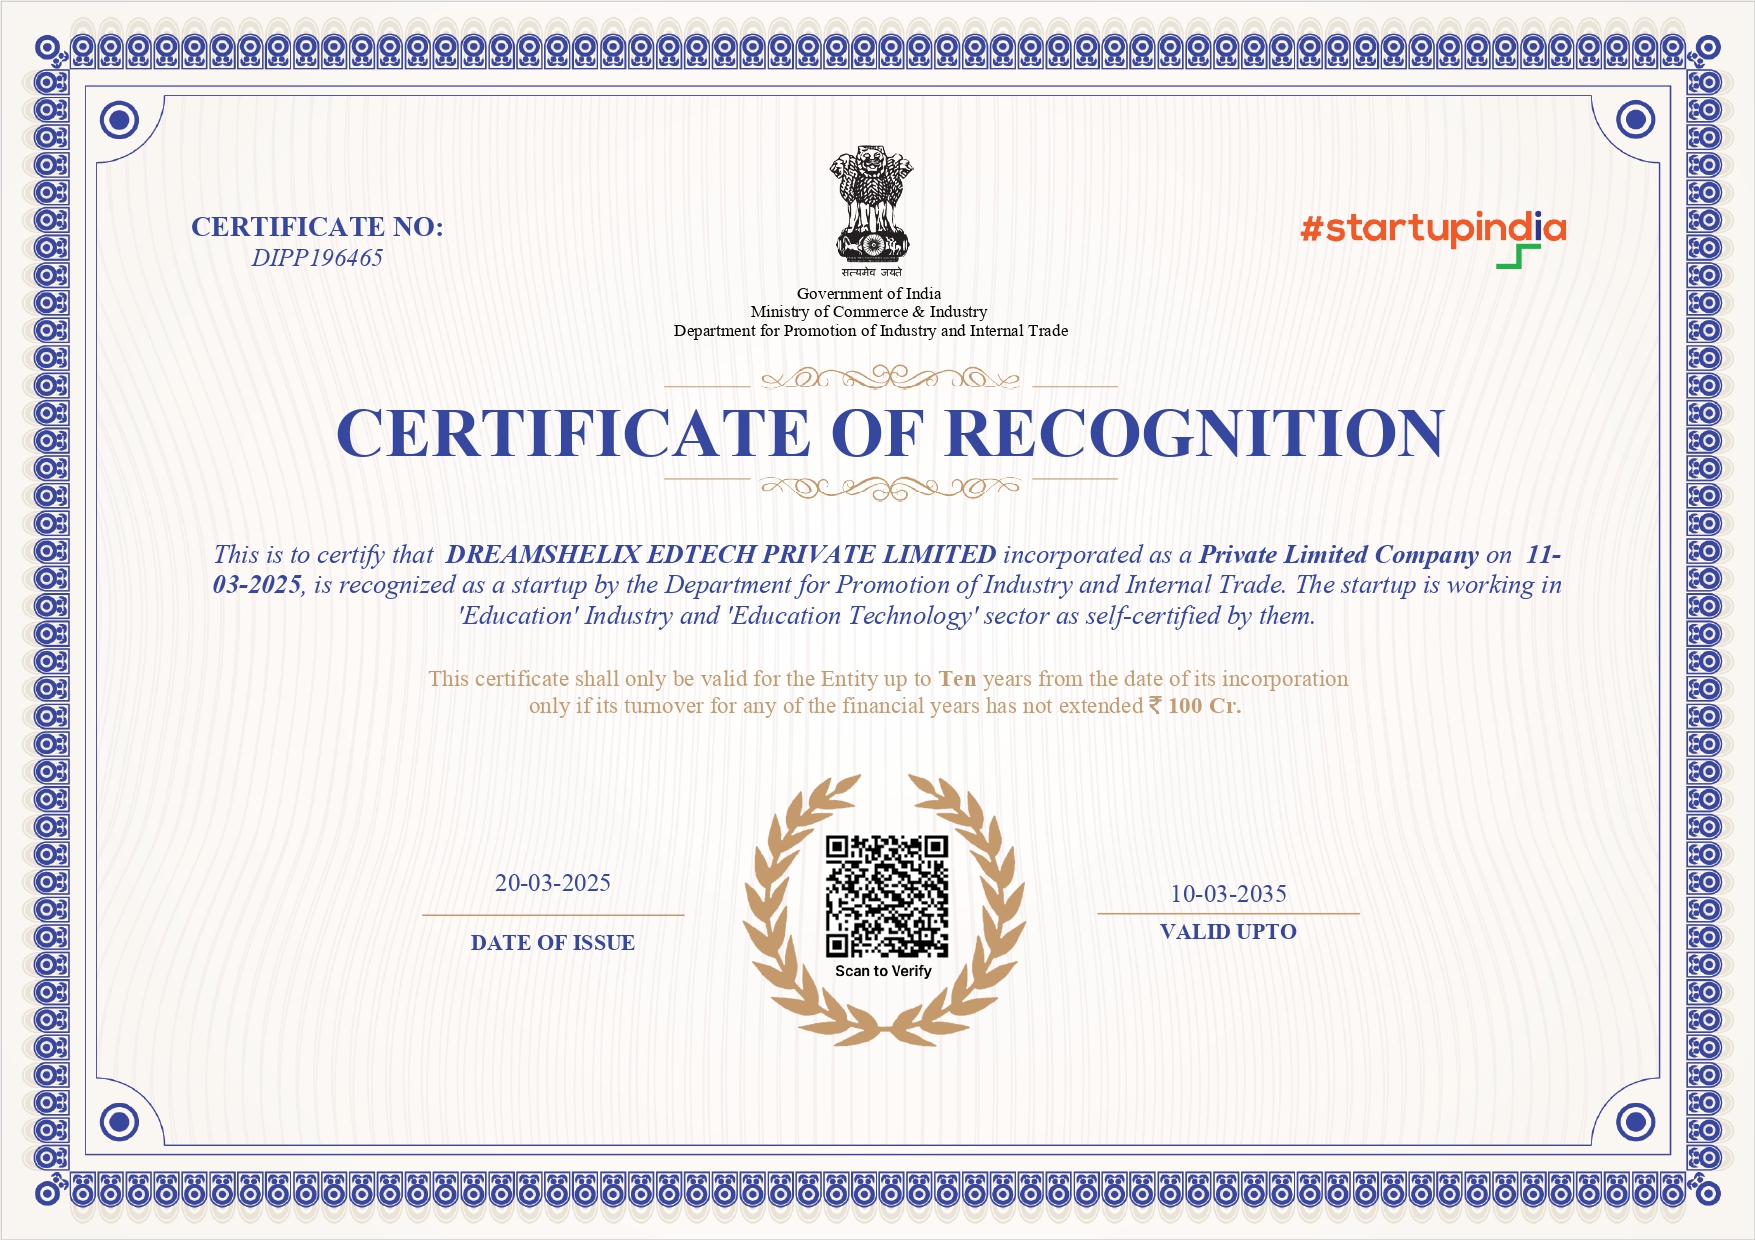 CERTIFICATE NO:
DIPP196465
सत्यमेव जयते
#startupindia
Government of India
Ministry of Commerce & Industry
Department for Promotion of Industry and Internal Trade
CERTIFICATE OF RECOGNITION
This is to certify that DREAMSHELIX EDTECH PRIVATE LIMITED incorporated as a Private Limited Company on 11-
03-2025, is recognized as a startup by the Department for Promotion of Industry and Internal Trade. The startup is working in
'Education' Industry and 'Education Technology' sector as self-certified by them.
This certificate shall only be valid for the Entity up to Ten years from the date of its incorporation
only if its turnover for any of the financial years has not extended ₹ 100 Cr.
20-03-2025
DATE OF ISSUE
Scan to Verify
10-03-2035
VALID UPTO